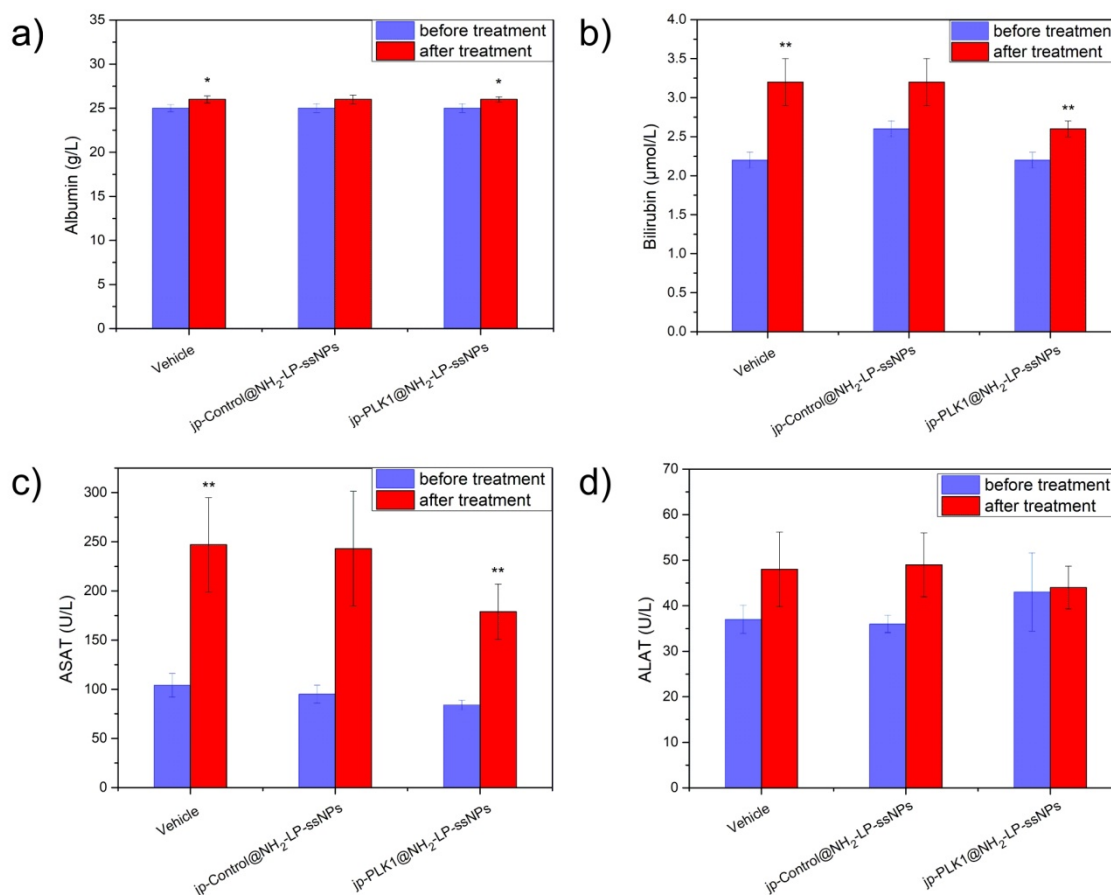 a)
Albumin (g/L)
35
30
25
20
15
10
5
0
before treatment
after treatment
*
*
Vehicle
jp-Control@NH2-LP-ssNPs
jp-PLK1@NH2-LP-ssNPs
b)
Bilirubin (μmol/L)
4.0
3.5
3.0
2.5
2.0
1.5
1.0
0.5
0.0
before treatment
after treatment
**
**
Vehicle
jp-Control@NH2-LP-ssNPs
jp-PLK1@NH2-LP-ssNPs
c)
ASAT (U/L)
300
250
200
150
100
50
0
before treatment
after treatment
**
**
Vehicle
jp-Control@NH2-LP-ssNPs
jp-PLK1@NH2-LP-ssNPs
d)
ALAT (U/L)
70
60
50
40
30
20
10
0
before treatment
after treatment
Vehicle
jp-Control@NH2-LP-ssNPs
jp-PLK1@NH2-LP-ssNPs